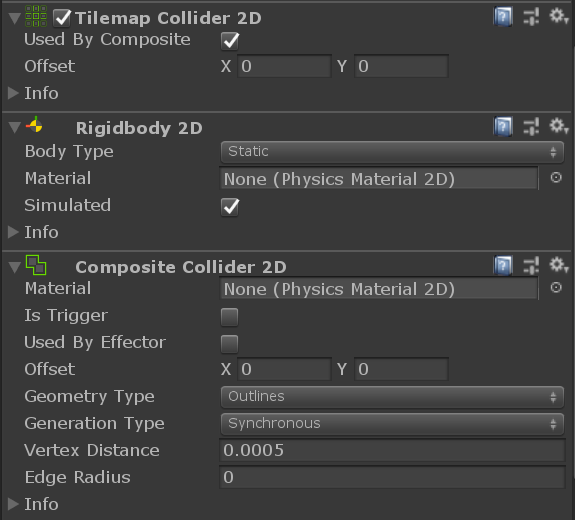 Tilemap Collider 2D
Used By Composite
Offset X 0 Y 0
Info
Rigidbody 2D
Body Type Static
Material None (Physics Material 2D)
Simulated
Info
Composite Collider 2D
Material None (Physics Material 2D)
Is Trigger
Used By Effector
Offset X 0 Y 0
Geometry Type Outlines
Generation Type Synchronous
Vertex Distance 0.0005
Edge Radius 0
Info